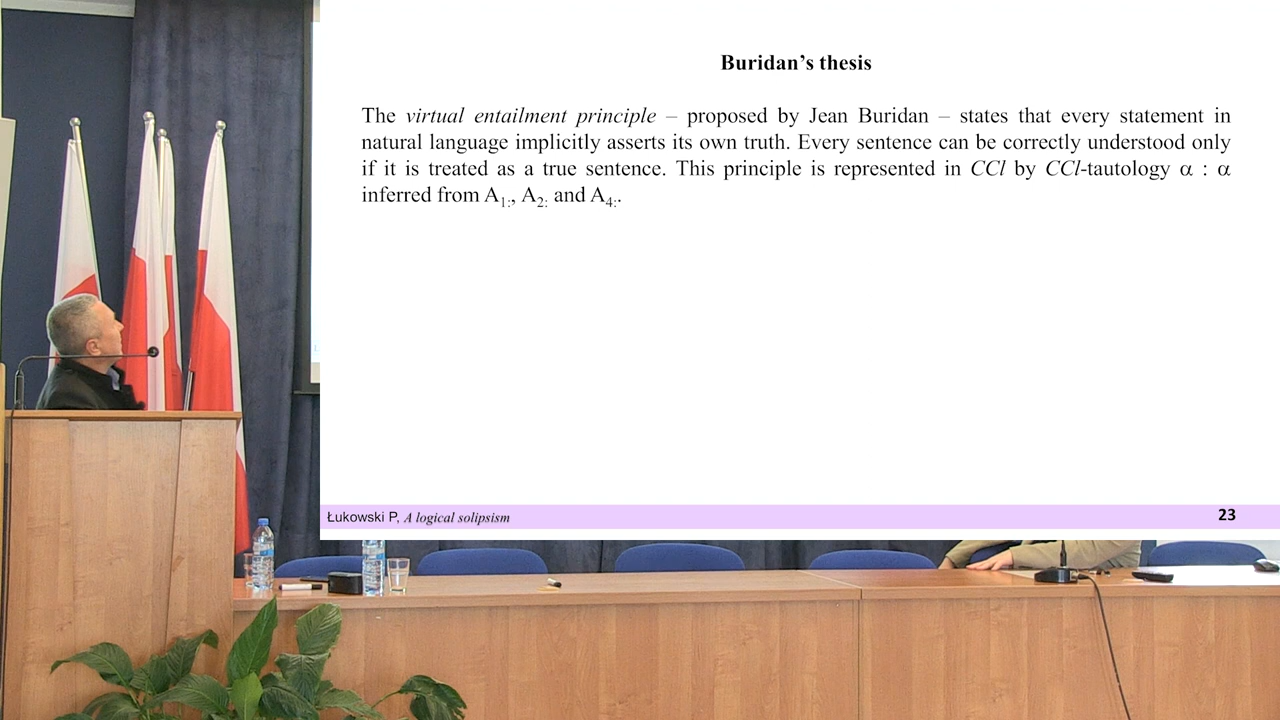 Buridan’s thesis
The virtual entailment principle – proposed by Jean Buridan – states that every statement in
natural language implicitly asserts its own truth. Every sentence can be correctly understood only
if it is treated as a true sentence. This principle is represented in CCl by CCl-tautology α : α
inferred from A1:, A2: and A4:.
Łukowski P, A logical solipsism
23